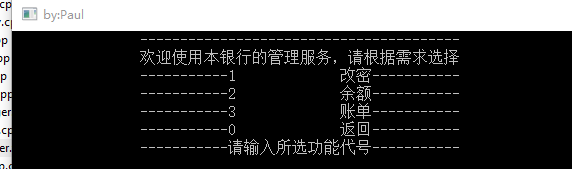 by:Paul
----------------------------------------
欢迎使用本银行的管理服务，请根据需求选择
-----------1             改密-----------
-----------2             余额-----------
-----------3             账单-----------
-----------0             返回-----------
-----------请输入所选功能代号-----------